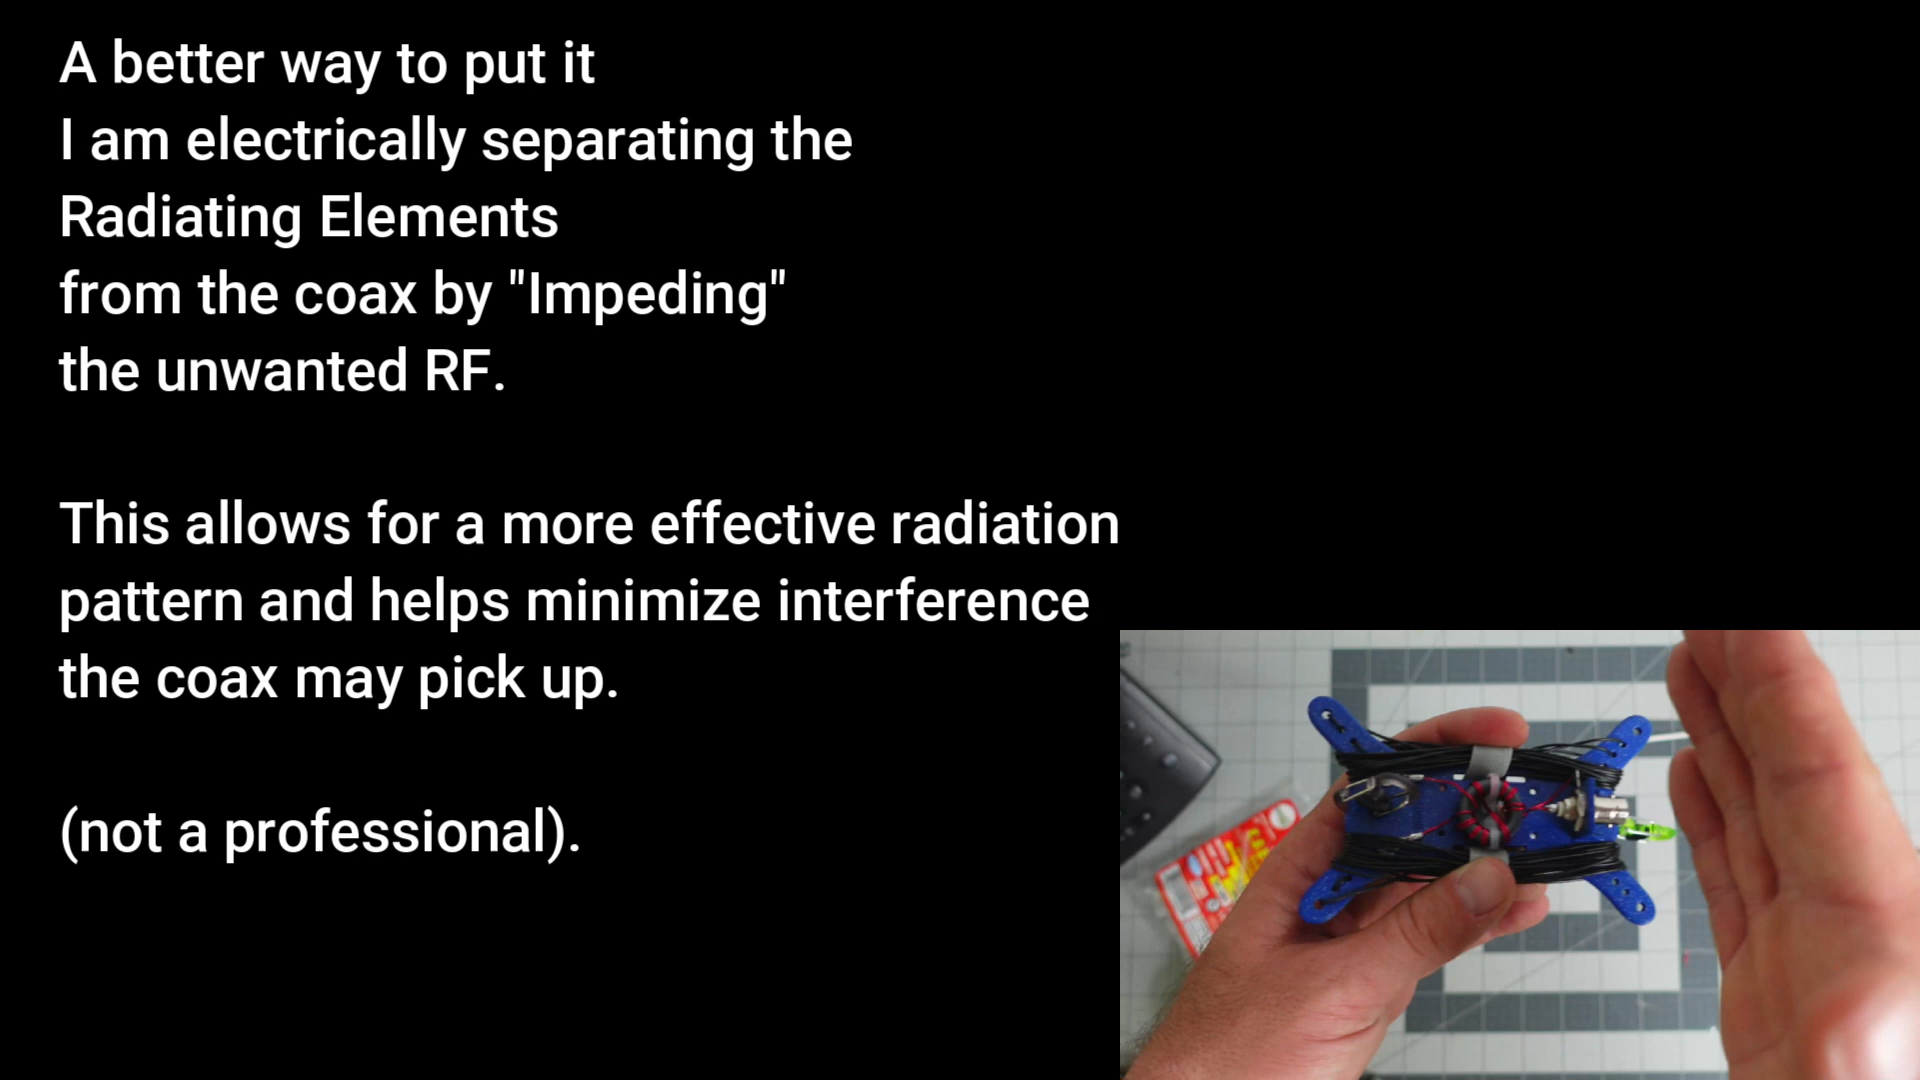 A better way to put it
I am electrically separating the
Radiating Elements
from the coax by "Impeding"
the unwanted RF.
This allows for a more effective radiation
pattern and helps minimize interference
the coax may pick up.
(not a professional).